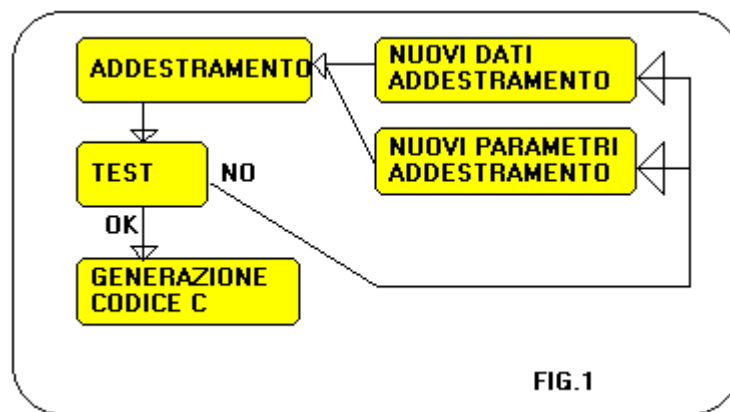 ADDESTRAMENTO
NUOVI DATI
ADDESTRAMENTO
NUOVI PARAMETRI
ADDESTRAMENTO
TEST
NO
OK
GENERAZIONE
CODICE C
FIG.1